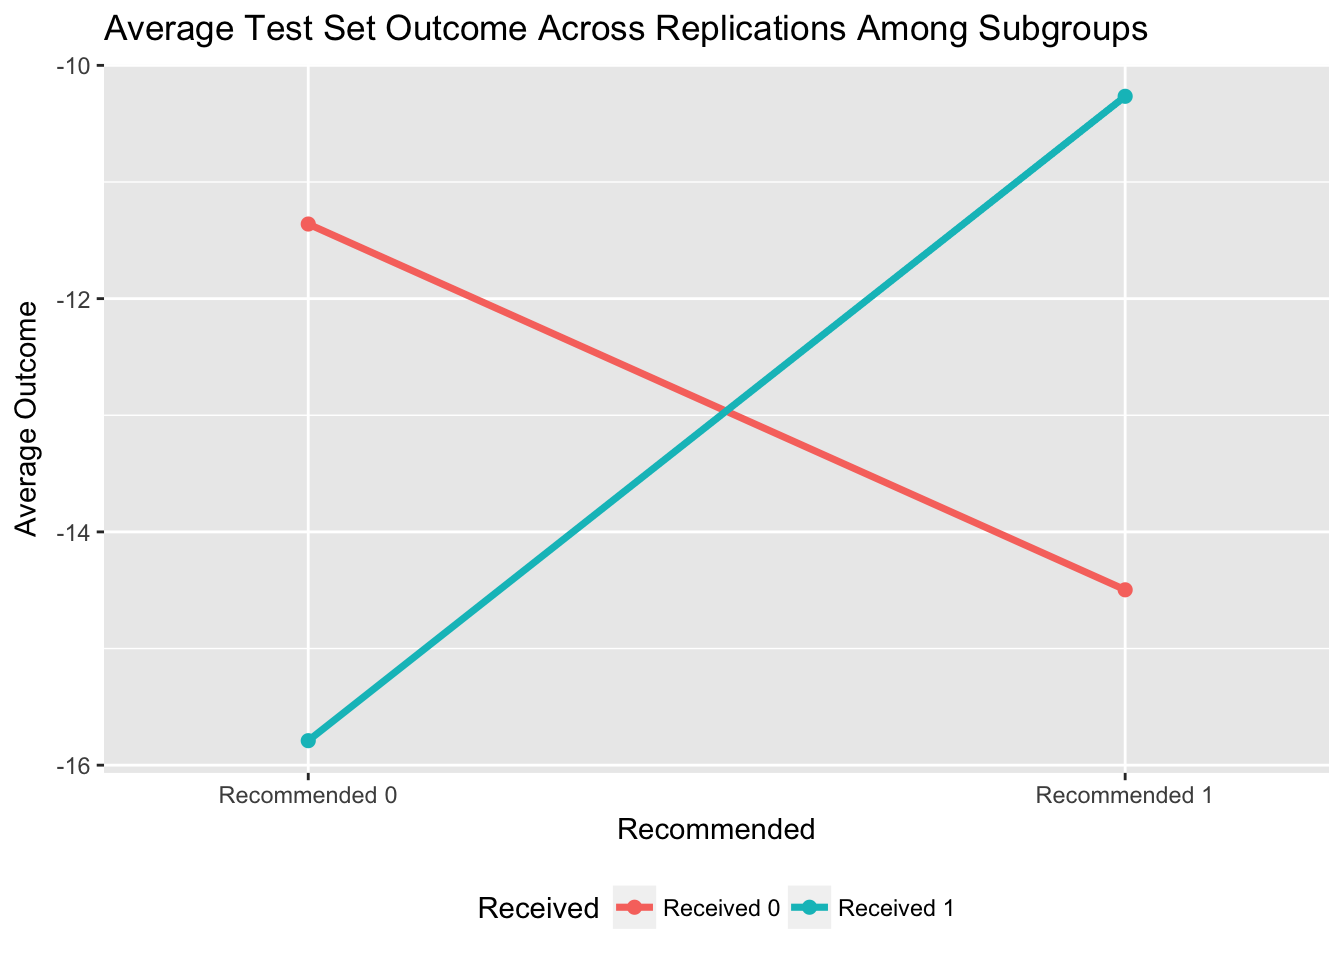 Average Test Set Outcome Across Replications Among Subgroups
Average Outcome
-10
-12
-14
-16
Recommended 0
Recommended 1
Recommended
Received
Received 0
Received 1